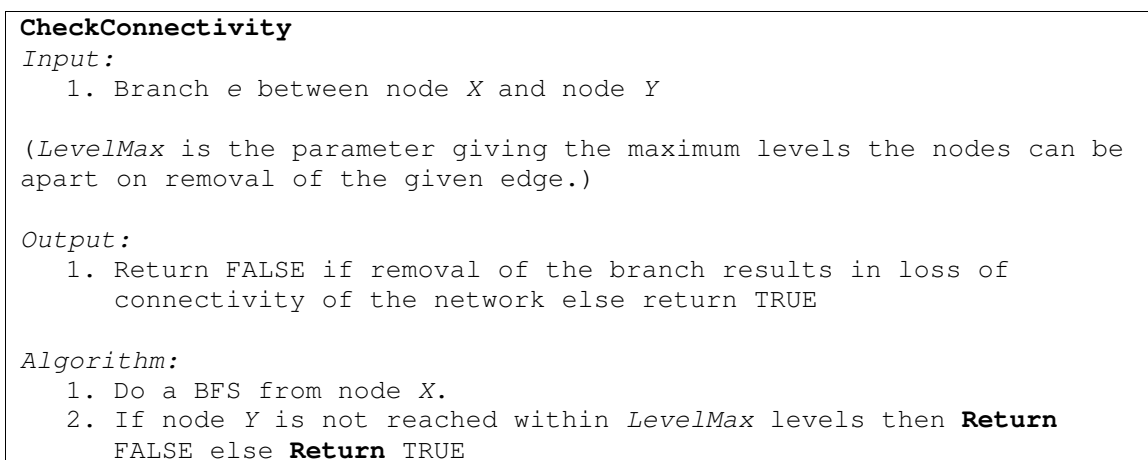 CheckConnectivity
Input:
1. Branch e between node X and node Y
(LevelMax is the parameter giving the maximum levels the nodes can be
apart on removal of the given edge.)
Output:
1. Return FALSE if removal of the branch results in loss of
connectivity of the network else return TRUE
Algorithm:
1. Do a BFS from node X.
2. If node Y is not reached within LevelMax levels then Return
FALSE else Return TRUE